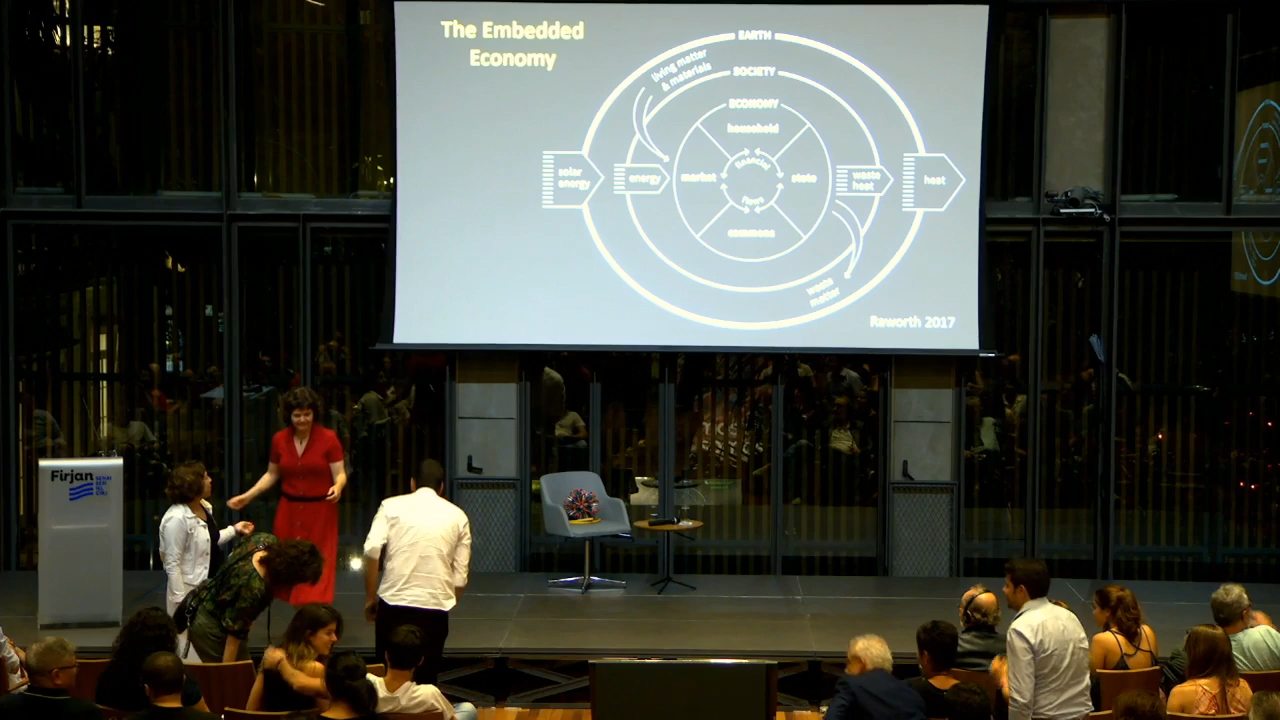 The Embedded
Economy
EARTH
living matter
& materials
SOCIETY
ECONOMY
household
solar
energy
energy
market
financial
flows
state
waste
heat
heat
commons
waste
matter
Raworth 2017
Firjan